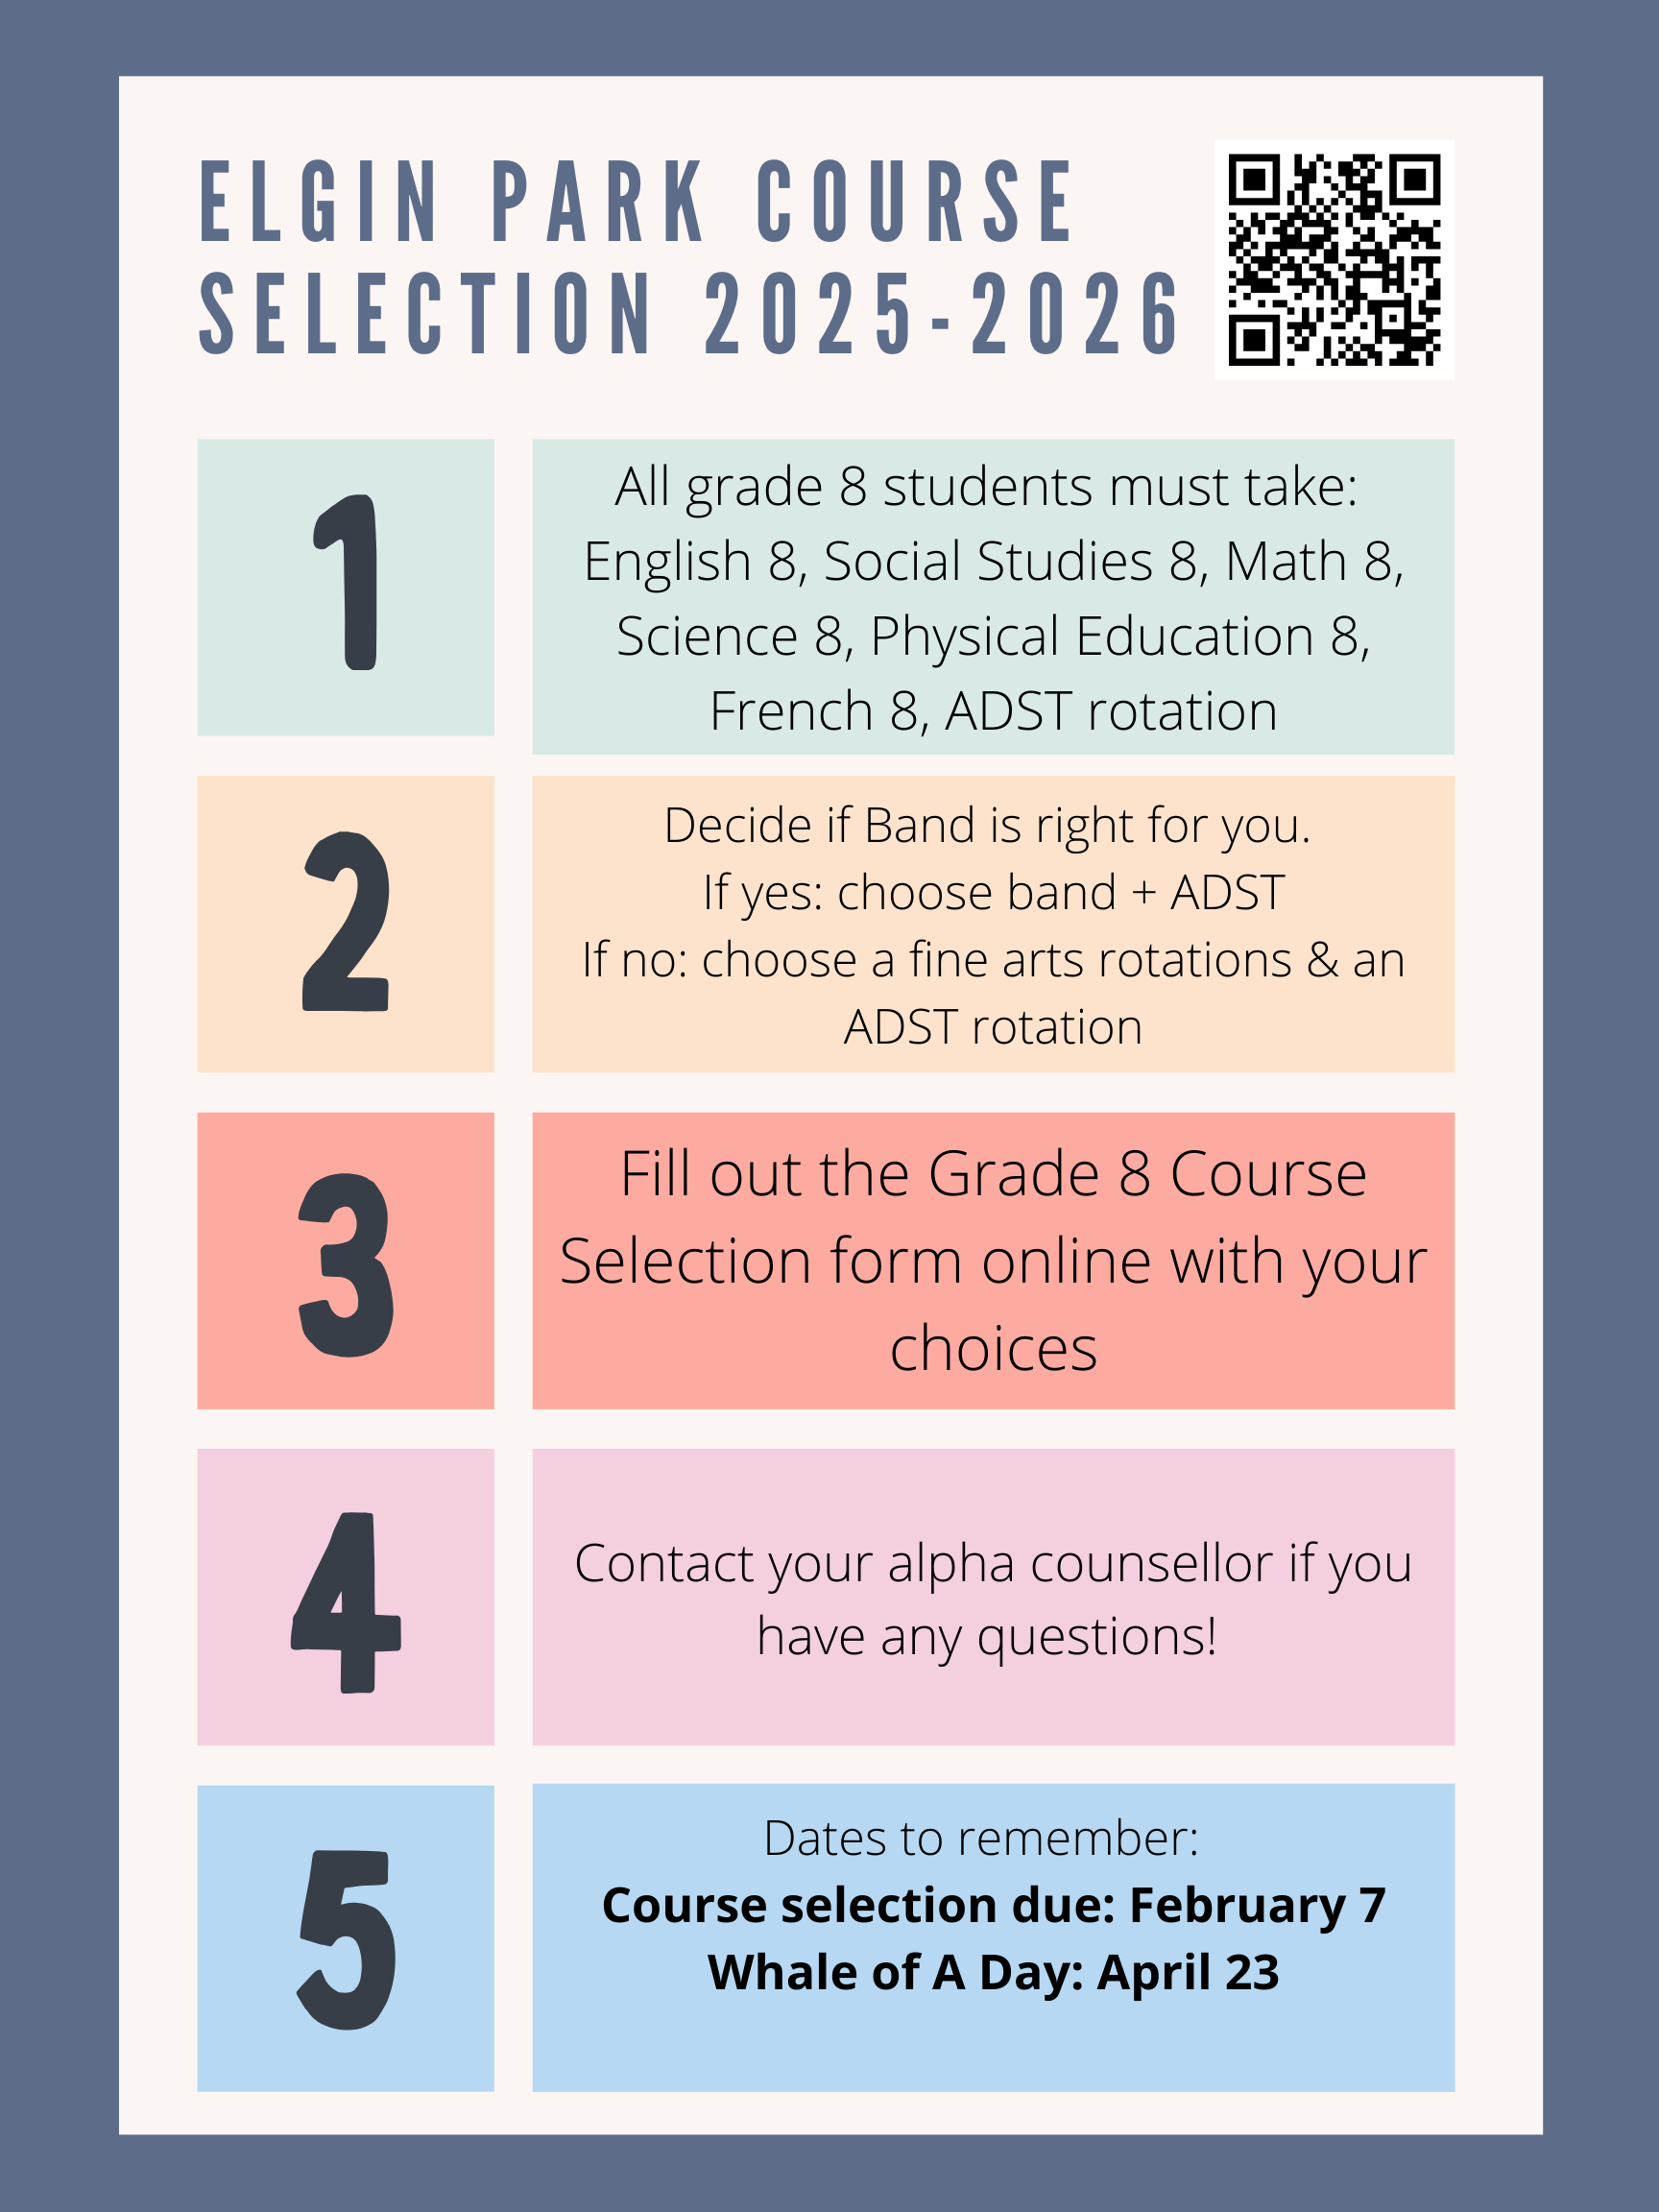 ELGIN PARK COURSE
SELECTION 2025-2026
1
All grade 8 students must take:
English 8, Social Studies 8, Math 8,
Science 8, Physical Education 8,
French 8, ADST rotation
2
Decide if Band is right for you.
If yes: choose band + ADST
If no: choose a fine arts rotations & an
ADST rotation
3
Fill out the Grade 8 Course
Selection form online with your
choices
4
Contact your alpha counsellor if you
have any questions!
5
Dates to remember:
Course selection due: February 7
Whale of A Day: April 23